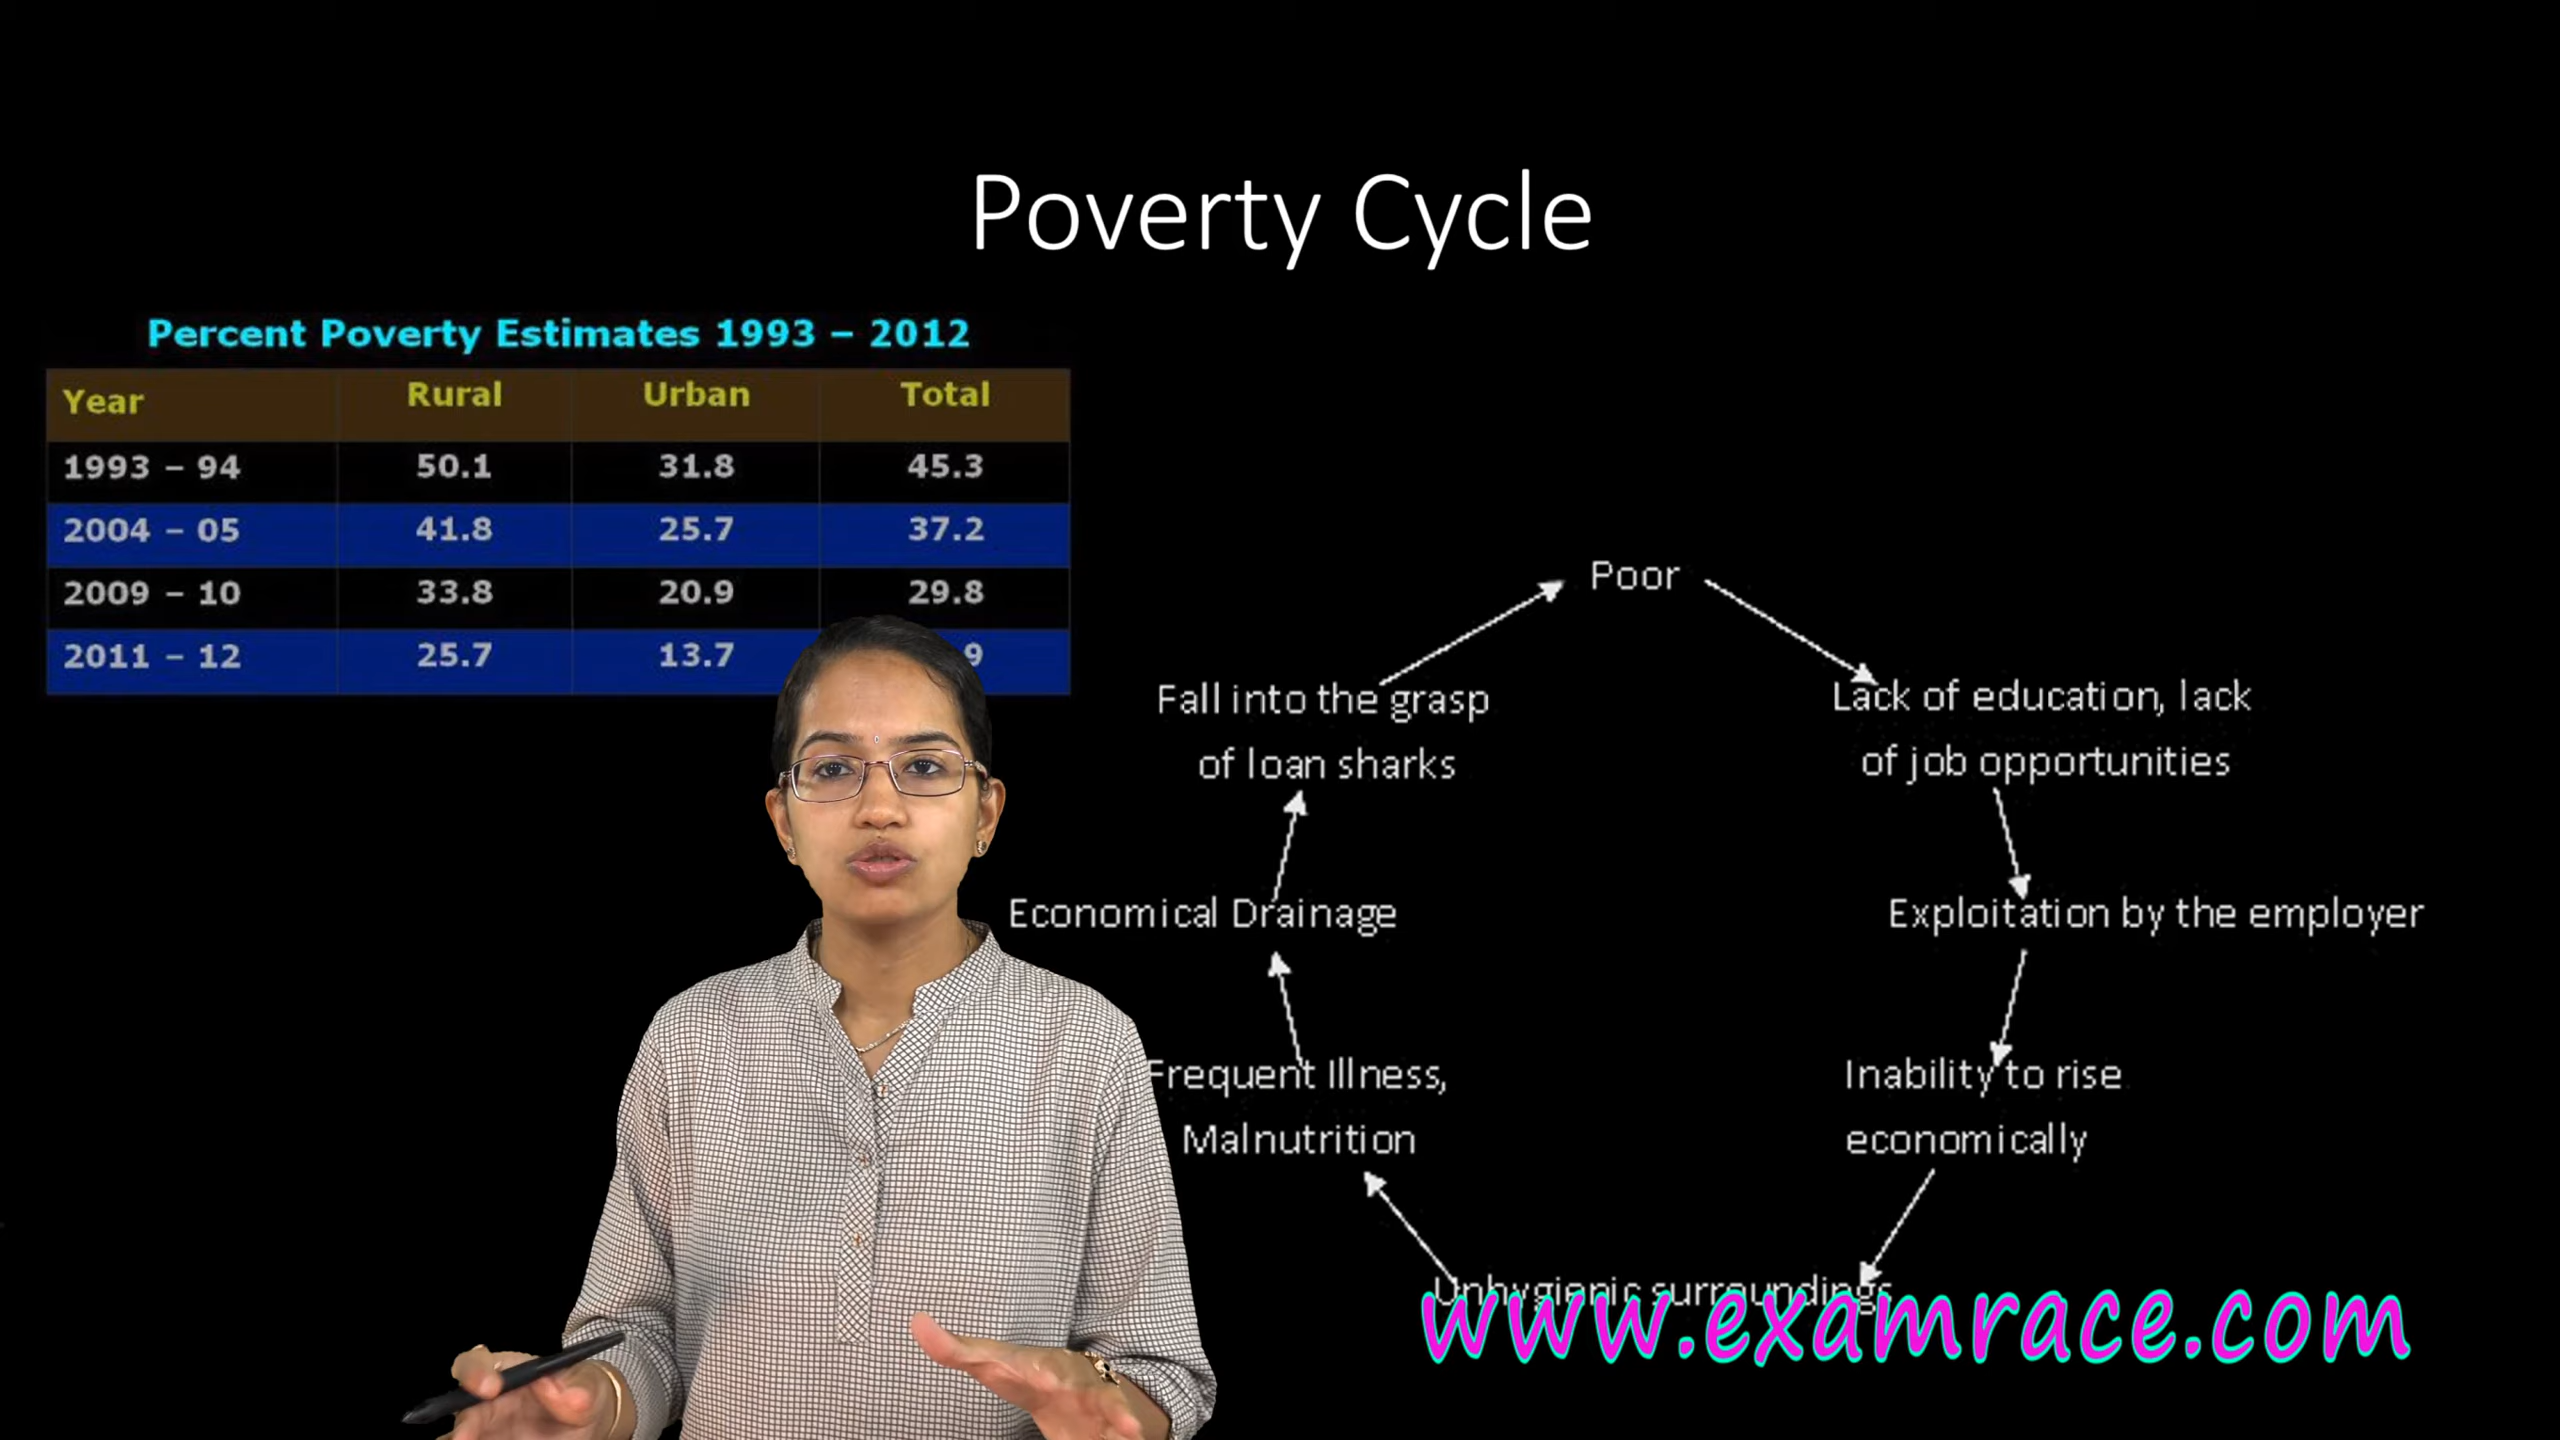 Poverty Cycle
Percent Poverty Estimates 1993 – 2012
Year Rural Urban Total
1993 – 94 50.1 31.8 45.3
2004 – 05 41.8 25.7 37.2
2009 – 10 33.8 20.9 29.8
2011 – 12 25.7 13.7 9
Poor
Lack of education, lack
of job opportunities
Exploitation by the employer
Inability to rise
economically
Unhygienic surroundings
Frequent Illness,
Malnutrition
Economical Drainage
Fall into the grasp
of loan sharks
www.examrace.com